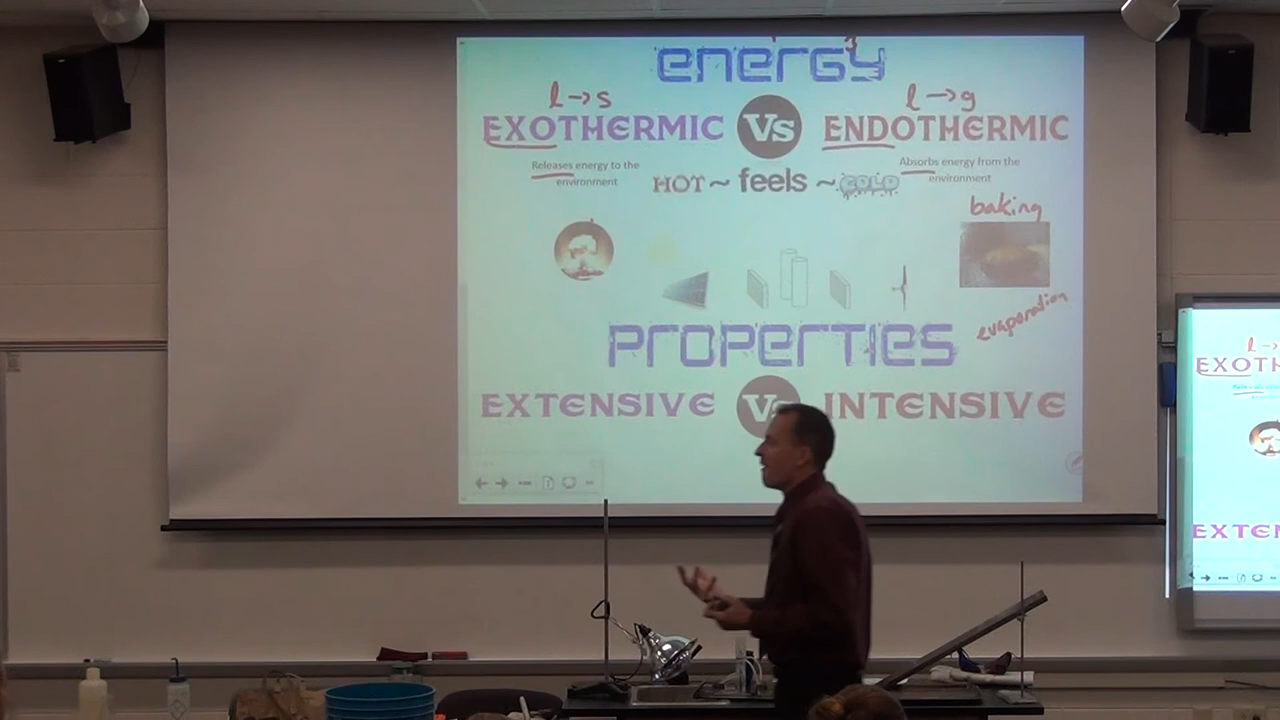 energy
l → s
l → g
EXOTHERMIC Vs ENDOTHERMIC
Releases energy to the
environment
Absorbs energy from the
environment
HOT ~ feels ~ COLD
baking
evaporation
PROPERTIES
EXTENSIVE Vs INTENSIVE
l →
EXOTH
EXTEN